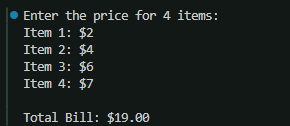 Enter the price for 4 items:
Item 1: $2
Item 2: $4
Item 3: $6
Item 4: $7
Total Bill: $19.00